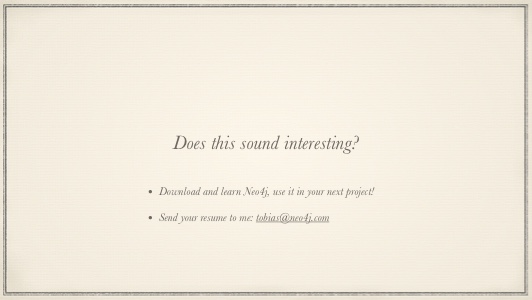 Does this sound interesting?
• Download and learn Neo4j, use it in your next project!
• Send your resume to me: tobias@neo4j.com